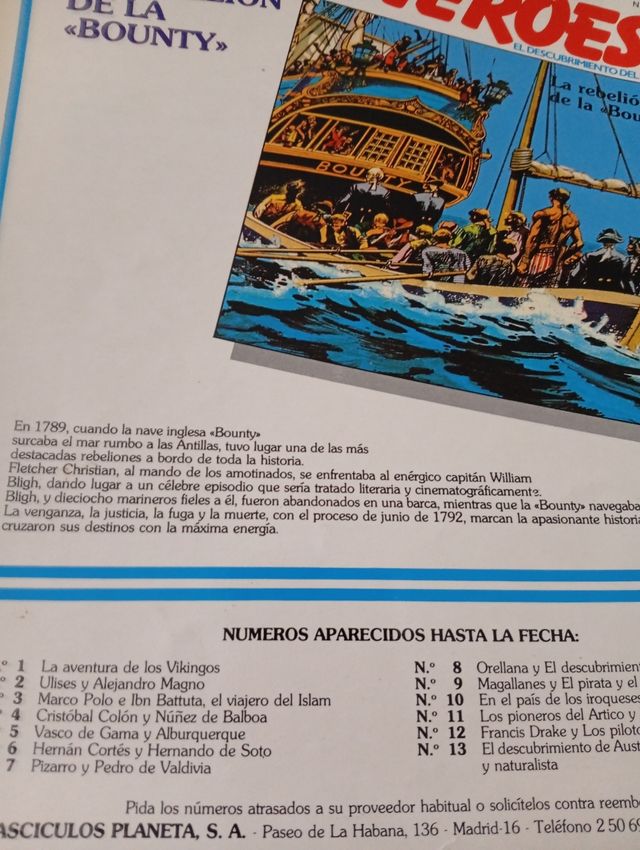 DE LA
«BOUNTY»
HEROES
EL DESCUBRIMIENTO DEL
La rebelió
de la «Bou
BOUNTY
En 1789, cuando la nave inglesa «Bounty»
surcaba el mar rumbo a las Antillas, tuvo lugar una de las más
destacadas rebeliones a bordo de toda la historia.
Fletcher Christian, al mando de los amotinados, se enfrentaba al enérgico capitán William
Bligh, dando lugar a un célebre episodio que sería tratado literaria y cinematográficamente.
Bligh, y dieciocho marineros fieles a él, fueron abandonados en una barca, mientras que la «Bounty» navegaba
La venganza, la justicia, la fuga y la muerte, con el proceso de junio de 1792, marcan la apasionante historia
cruzaron sus destinos con la máxima energía.
NUMEROS APARECIDOS HASTA LA FECHA:
.º 1 La aventura de los Vikingos
º 2 Ulises y Alejandro Magno
º 3 Marco Polo e Ibn Battuta, el viajero del Islam
º 4 Cristóbal Colón y Núñez de Balboa
5 Vasco de Gama y Alburquerque
6 Hernán Cortés y Hernando de Soto
7 Pizarro y Pedro de Valdivia
N.º 8 Orellana y El descubrimien
N.º 9 Magallanes y El pirata y el
N.º 10 En el país de los iroqueses
N.º 11 Los pioneros del Artico y
N.º 12 Francis Drake y Los piloto
N.º 13 El descubrimiento de Aust
y naturalista
Pida los números atrasados a su proveedor habitual o solicítelos contra reemb
ASCICULOS PLANETA, S. A. - Paseo de La Habana, 136 - Madrid-16 - Teléfono 2 50 69